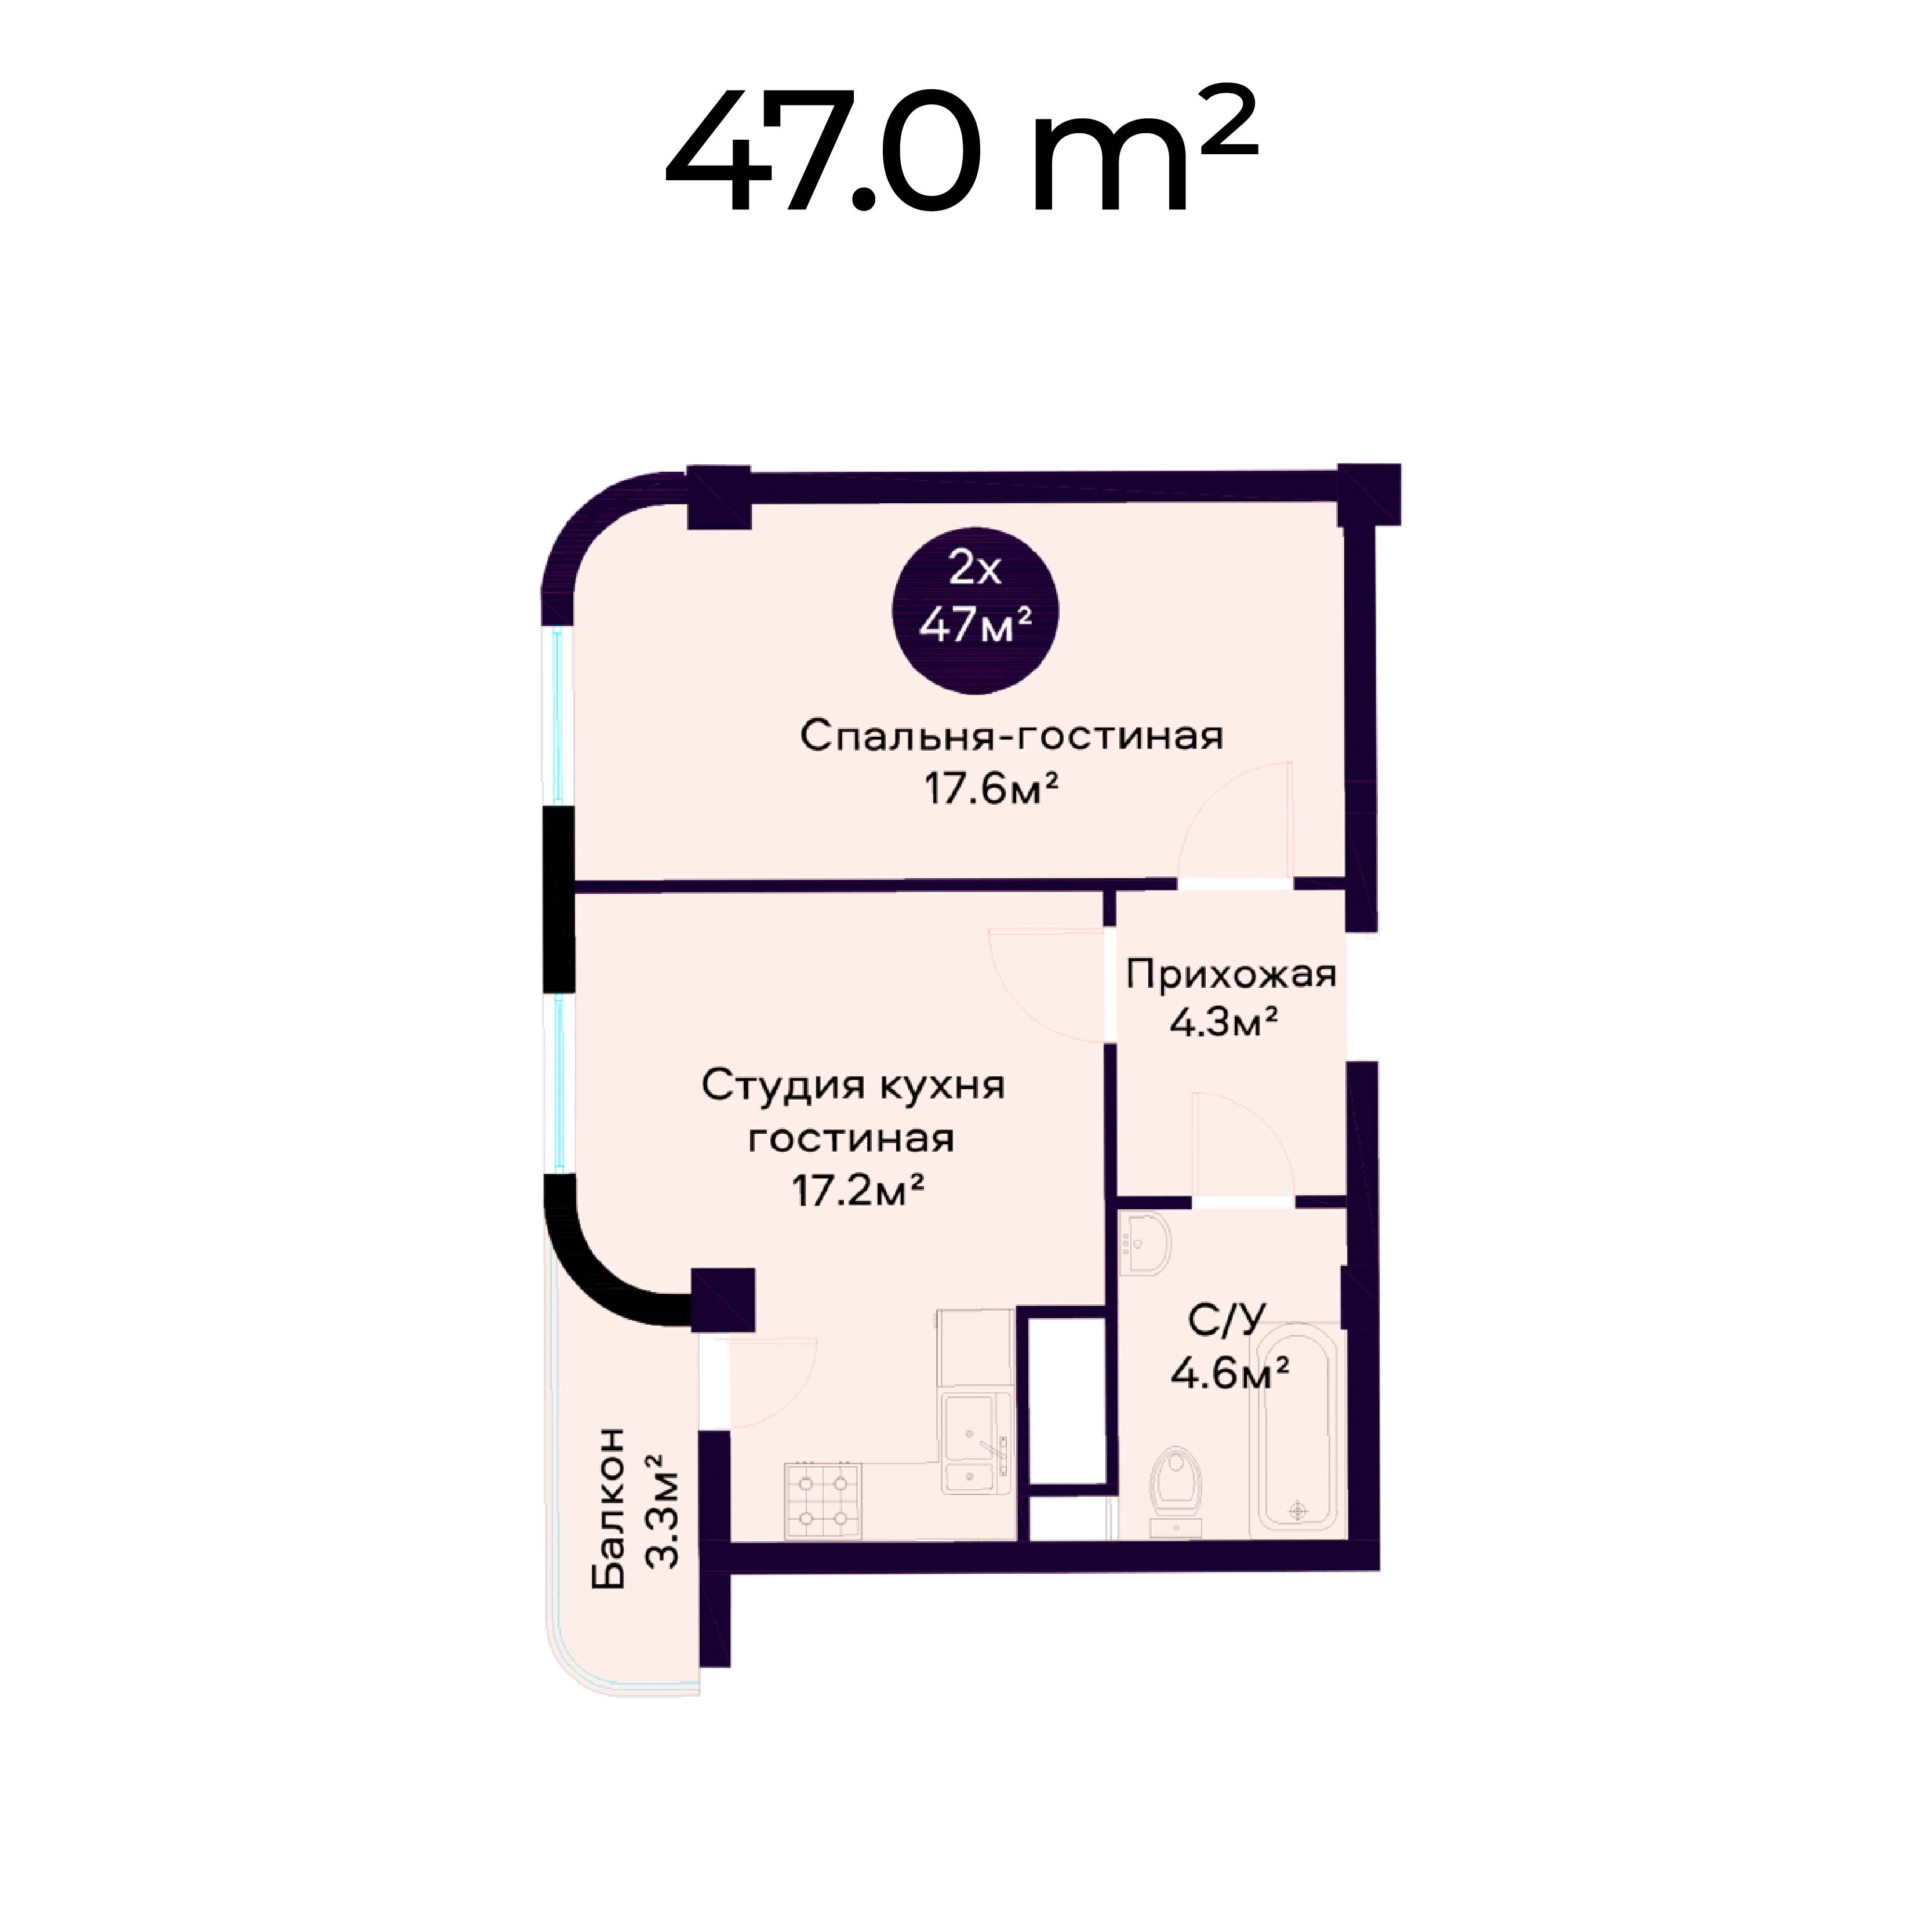 47.0 m²
2х
47м²
Спальня-гостиная
17.6м²
Прихожая
4.3м²
Студия кухня
гостиная
17.2м²
С/У
4.6м²
Балкон
3.3м²